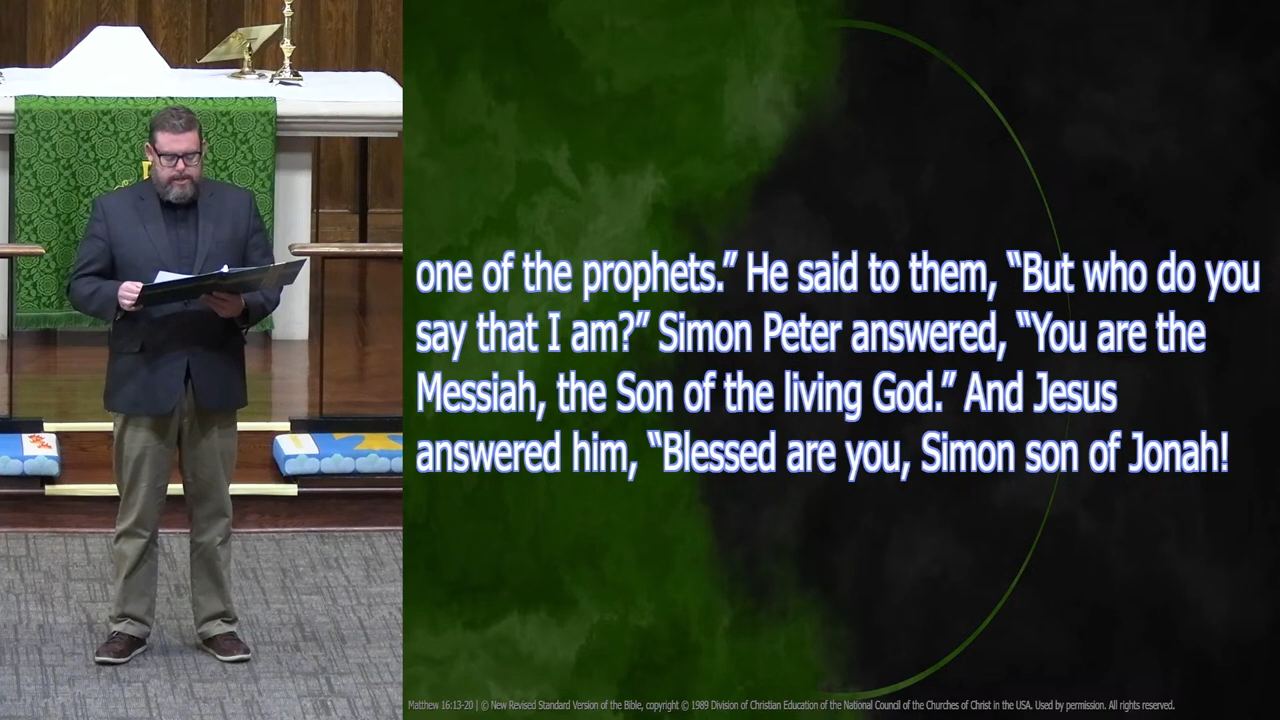 one of the prophets.” He said to them, “But who do you
say that I am?” Simon Peter answered, “You are the
Messiah, the Son of the living God.” And Jesus
answered him, “Blessed are you, Simon son of Jonah!
Matthew 16:13-20 | © New Revised Standard Version of the Bible, copyright © 1989 Division of Christian Education of the National Council of the Churches of Christ in the USA. Used by permission. All rights reserved.